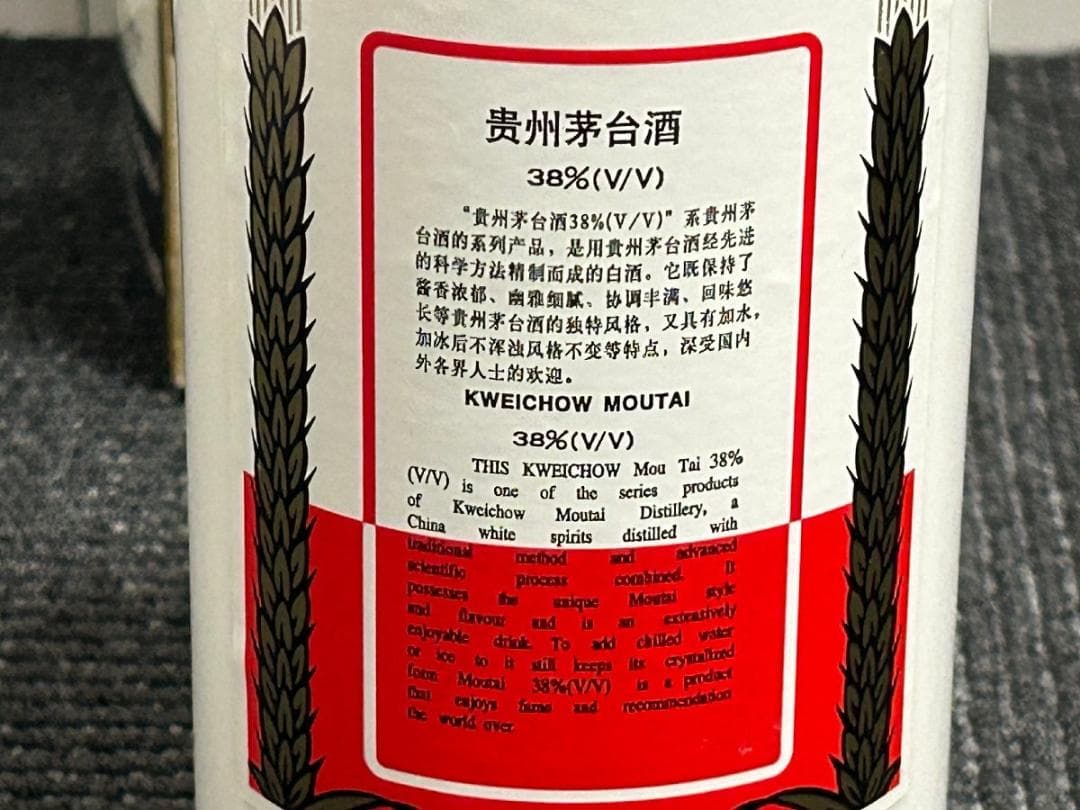 贵州茅台酒
38%(V/V)
“贵州茅台酒38%(V/V)”系贵州茅
台酒的系列产品，是用贵州茅台酒经先进
的科学方法精制而成的白酒。它既保持了
酱香浓郁、幽雅细腻、协调丰满、回味悠
长等贵州茅台酒的独特风格，又具有加水，
加冰后不浑浊风格不变等特点，深受国内
外各界人士的欢迎。
KWEICHOW MOUTAI
38%(V/V)
THIS KWEICHOW Mou Tai 38%
(V/V) is one of the series products
of Kweichow Moutai Distillery, a
China white spirits distilled with
traditional method and advanced
scientific process combined. It
possesses the unique Moutai style
and flavour and is an extensively
enjoyable drink. To add chilled water
or ice to it still keeps its crystallized
form Moutai 38%(V/V) is a product
that enjoys fame and recommendation
the world over